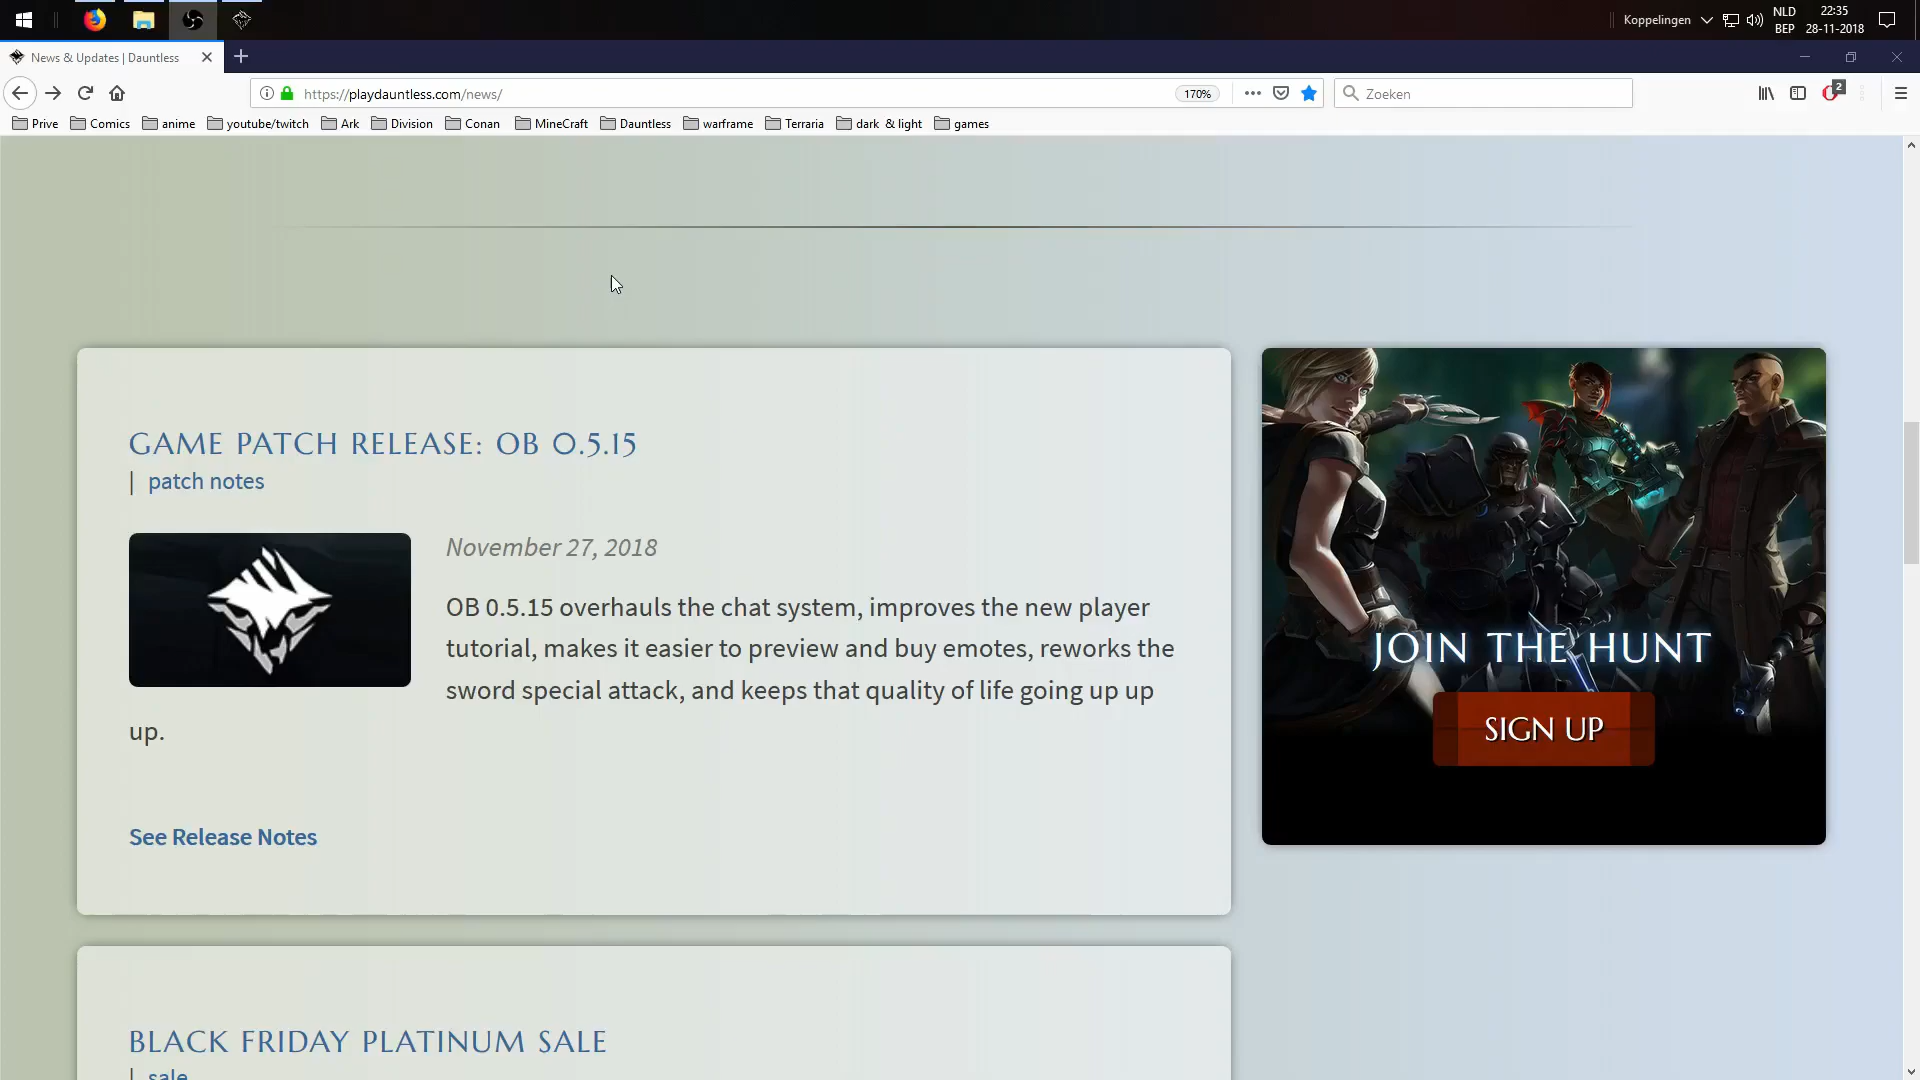 Koppelingen
NLD
BEP
22:35
28-11-2018
News & Updates | Dauntless
https://playdauntless.com/news/
170%
Zoeken
2
Prive Comics anime youtube/twitch Ark Division Conan MineCraft Dauntless warframe Terraria dark & light games
GAME PATCH RELEASE: OB 0.5.15
| patch notes
November 27, 2018
OB 0.5.15 overhauls the chat system, improves the new player
tutorial, makes it easier to preview and buy emotes, reworks the
sword special attack, and keeps that quality of life going up up
up.
See Release Notes
JOIN THE HUNT
SIGN UP
BLACK FRIDAY PLATINUM SALE
| sale